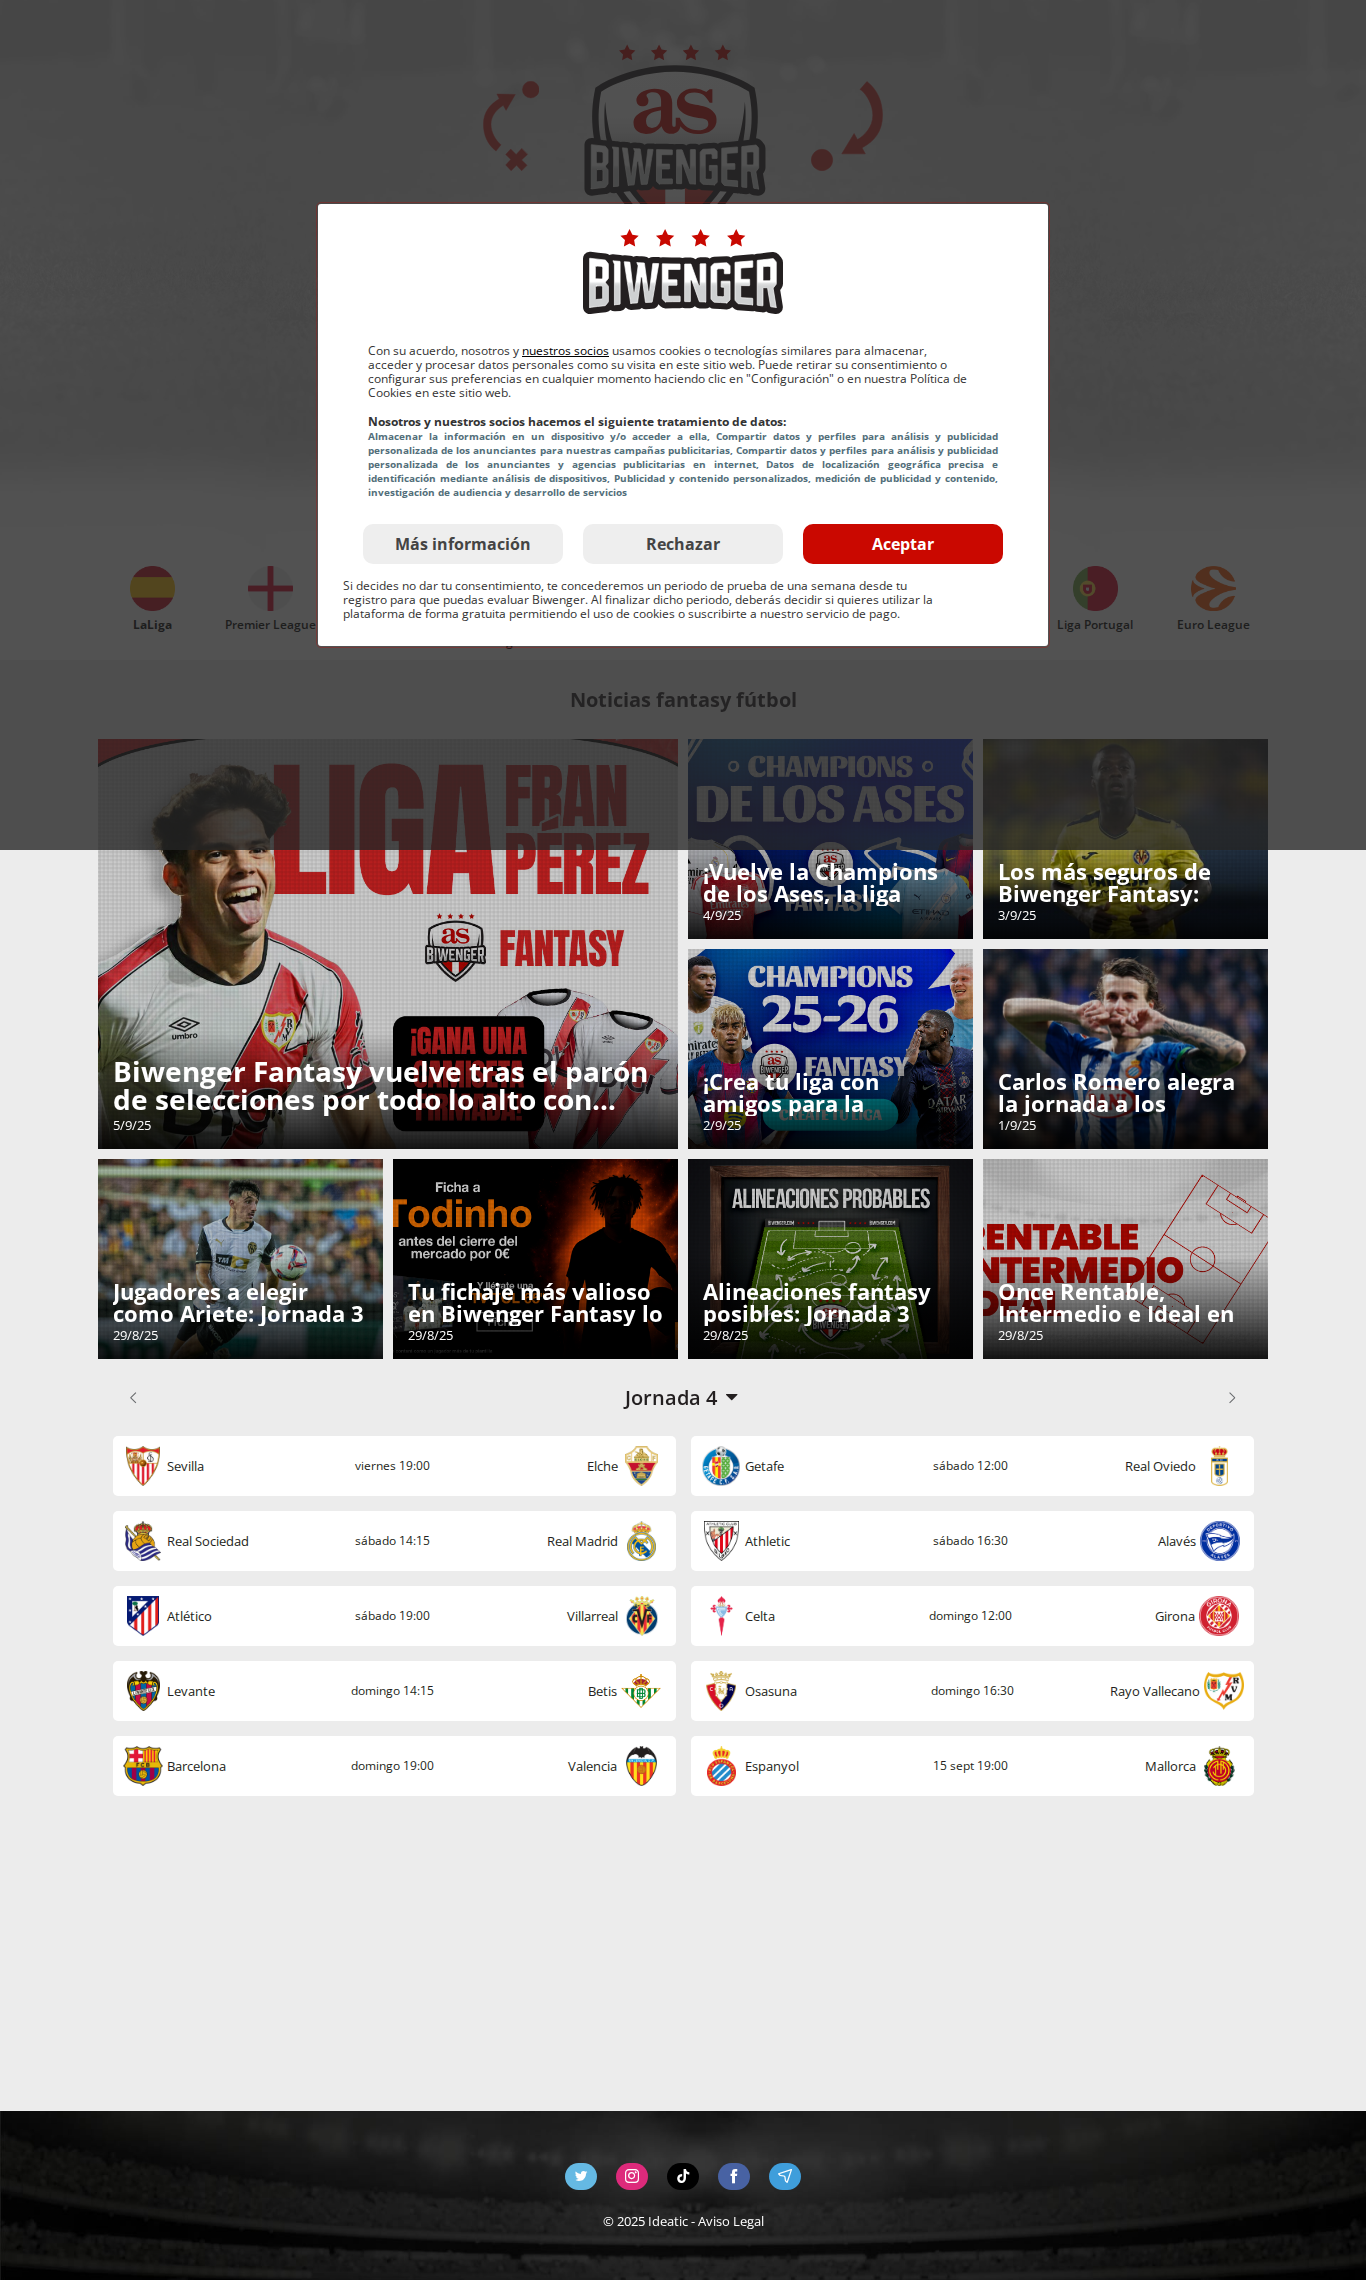 as
BIWENGER
BIWENGER
Con su acuerdo, nosotros y nuestros socios usamos cookies o tecnologías similares para almacenar,
acceder y procesar datos personales como su visita en este sitio web. Puede retirar su consentimiento o
configurar sus preferencias en cualquier momento haciendo clic en "Configuración" o en nuestra Política de
Cookies en este sitio web.
Nosotros y nuestros socios hacemos el siguiente tratamiento de datos:
Almacenar la información en un dispositivo y/o acceder a ella, Compartir datos y perfiles para análisis y publicidad
personalizada de los anunciantes para nuestras campañas publicitarias, Compartir datos y perfiles para análisis y publicidad
personalizada de los anunciantes y agencias publicitarias en internet, Datos de localización geográfica precisa e
identificación mediante análisis de dispositivos, Publicidad y contenido personalizados, medición de publicidad y contenido,
investigación de audiencia y desarrollo de servicios
Más información
Rechazar
Aceptar
Si decides no dar tu consentimiento, te concederemos un periodo de prueba de una semana desde tu
registro para que puedas evaluar Biwenger. Al finalizar dicho periodo, deberás decidir si quieres utilizar la
plataforma de forma gratuita permitiendo el uso de cookies o suscribirte a nuestro servicio de pago.
LaLiga
Premier League
Liga Portugal
Euro League
Noticias fantasy fútbol
LIGA FRAN
PÉREZ
as
BIWENGER
FANTASY
umbro
¡GANA UNA
CAMISETA
FIRMADA!
Biwenger Fantasy vuelve tras el parón
de selecciones por todo lo alto con...
5/9/25
CHAMPIONS
DE LOS ASES
FANTASY
¡Vuelve la Champions
de los Ases, la liga
4/9/25
Los más seguros de
Biwenger Fantasy:
3/9/25
CHAMPIONS
25-26
FANTASY
CREA TU LIGA
¡Crea tu liga con
amigos para la
2/9/25
Carlos Romero alegra
la jornada a los
1/9/25
Jugadores a elegir
como Ariete: Jornada 3
29/8/25
Ficha a
Todinho
antes del cierre del
mercado por 0€
Y llévate una
Tu fichaje más valioso
en Biwenger Fantasy lo
29/8/25
ALINEACIONES PROBABLES
BIWENGER.COM
BIWENGER.COM
Alineaciones fantasy
posibles: Jornada 3
29/8/25
RENTABLE
INTERMEDIO
IDEAL
Once Rentable,
Intermedio e Ideal en
29/8/25
Jornada 4
Sevilla
viernes 19:00
Elche
Getafe
sábado 12:00
Real Oviedo
Real Sociedad
sábado 14:15
Real Madrid
Athletic
sábado 16:30
Alavés
Atlético
sábado 19:00
Villarreal
Celta
domingo 12:00
Girona
Levante
domingo 14:15
Betis
Osasuna
domingo 16:30
Rayo Vallecano
Barcelona
domingo 19:00
Valencia
Espanyol
15 sept 19:00
Mallorca
© 2025 Ideatic - Aviso Legal